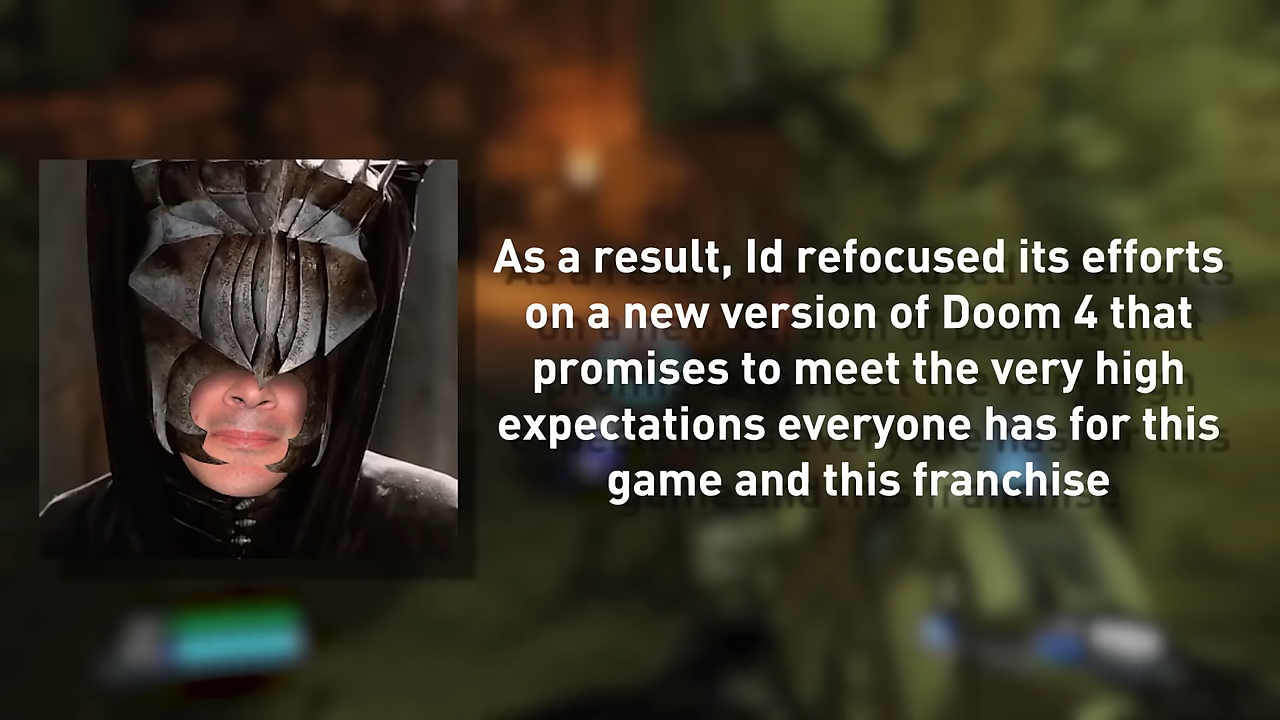 As a result, Id refocused its efforts
on a new version of Doom 4 that
promises to meet the very high
expectations everyone has for this
game and this franchise